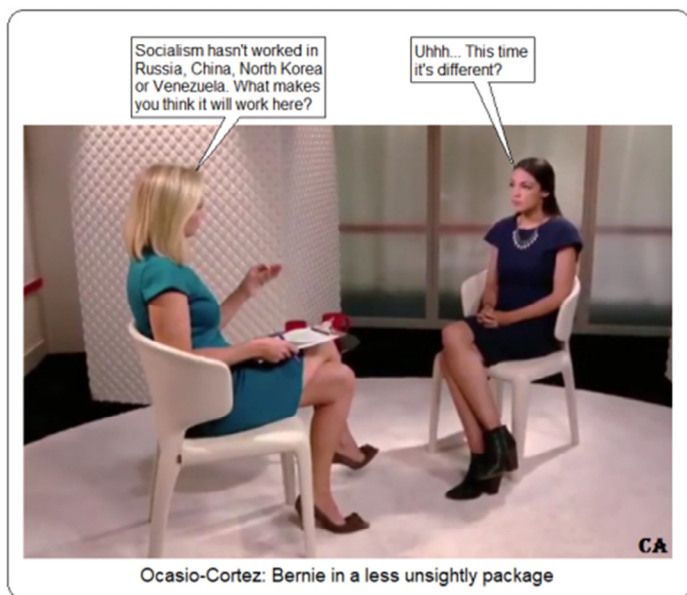 Socialism hasn't worked in
Russia, China, North Korea
or Venezuela. What makes
you think it will work here?
Uhhh... This time
it's different?
CA
Ocasio-Cortez: Bernie in a less unsightly package